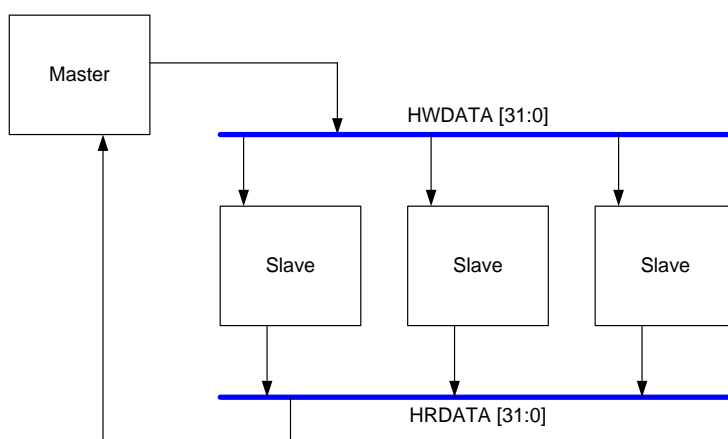 Master
HWDATA [31:0]
Slave
Slave
Slave
HRDATA [31:0]